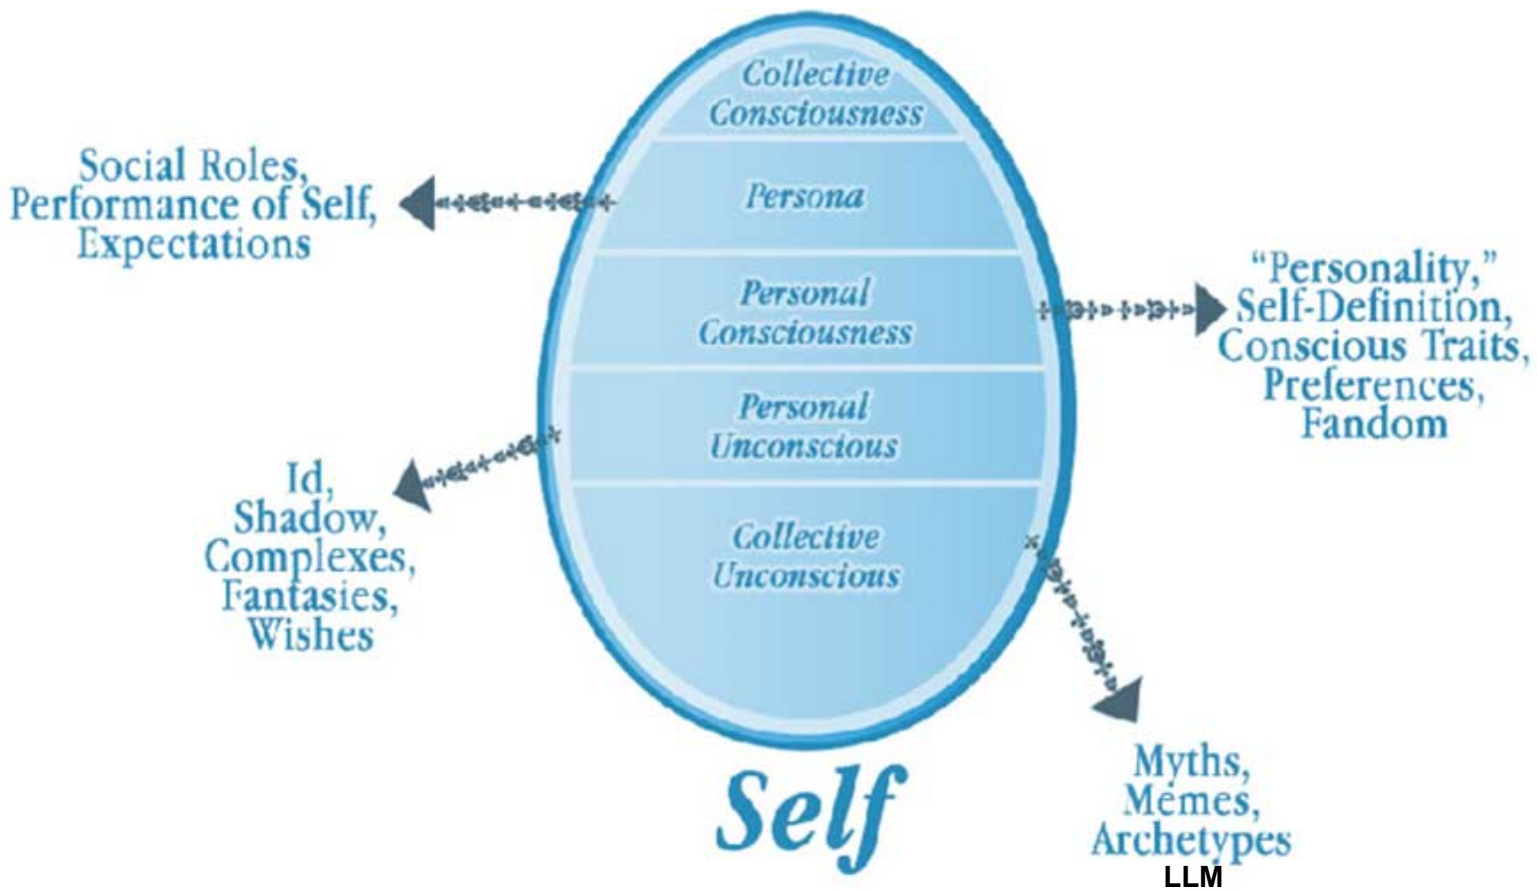 Collective
Consciousness
Social Roles,
Performance of Self,
Expectations
Persona
Personal
Consciousness
“Personality,”
Self-Definition,
Conscious Traits,
Preferences,
Fandom
Personal
Unconscious
Id,
Shadow,
Complexes,
Fantasies,
Wishes
Collective
Unconscious
Myths,
Memes,
Archetypes
LLM
Self